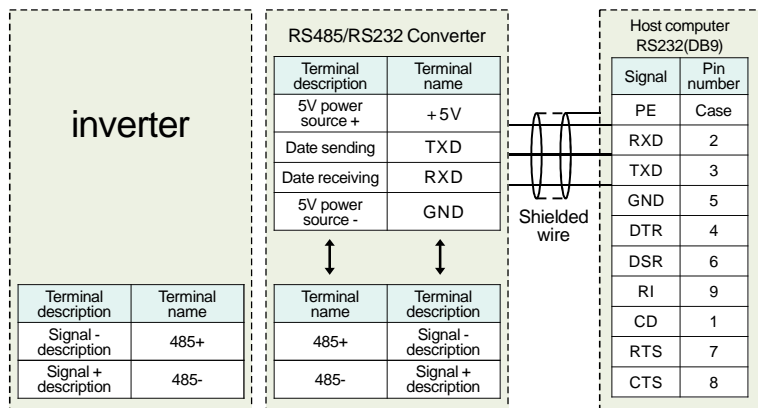 inverter
Terminal description
Terminal name
Signal - description
485+
Signal + description
485-
RS485/RS232 Converter
Terminal description
Terminal name
5V power source +
+5V
Date sending
TXD
Date receiving
RXD
5V power source -
GND
Terminal name
Terminal description
485+
Signal - description
485-
Signal + description
Shielded wire
Host computer
RS232(DB9)
Signal
Pin number
PE
Case
RXD
2
TXD
3
GND
5
DTR
4
DSR
6
RI
9
CD
1
RTS
7
CTS
8